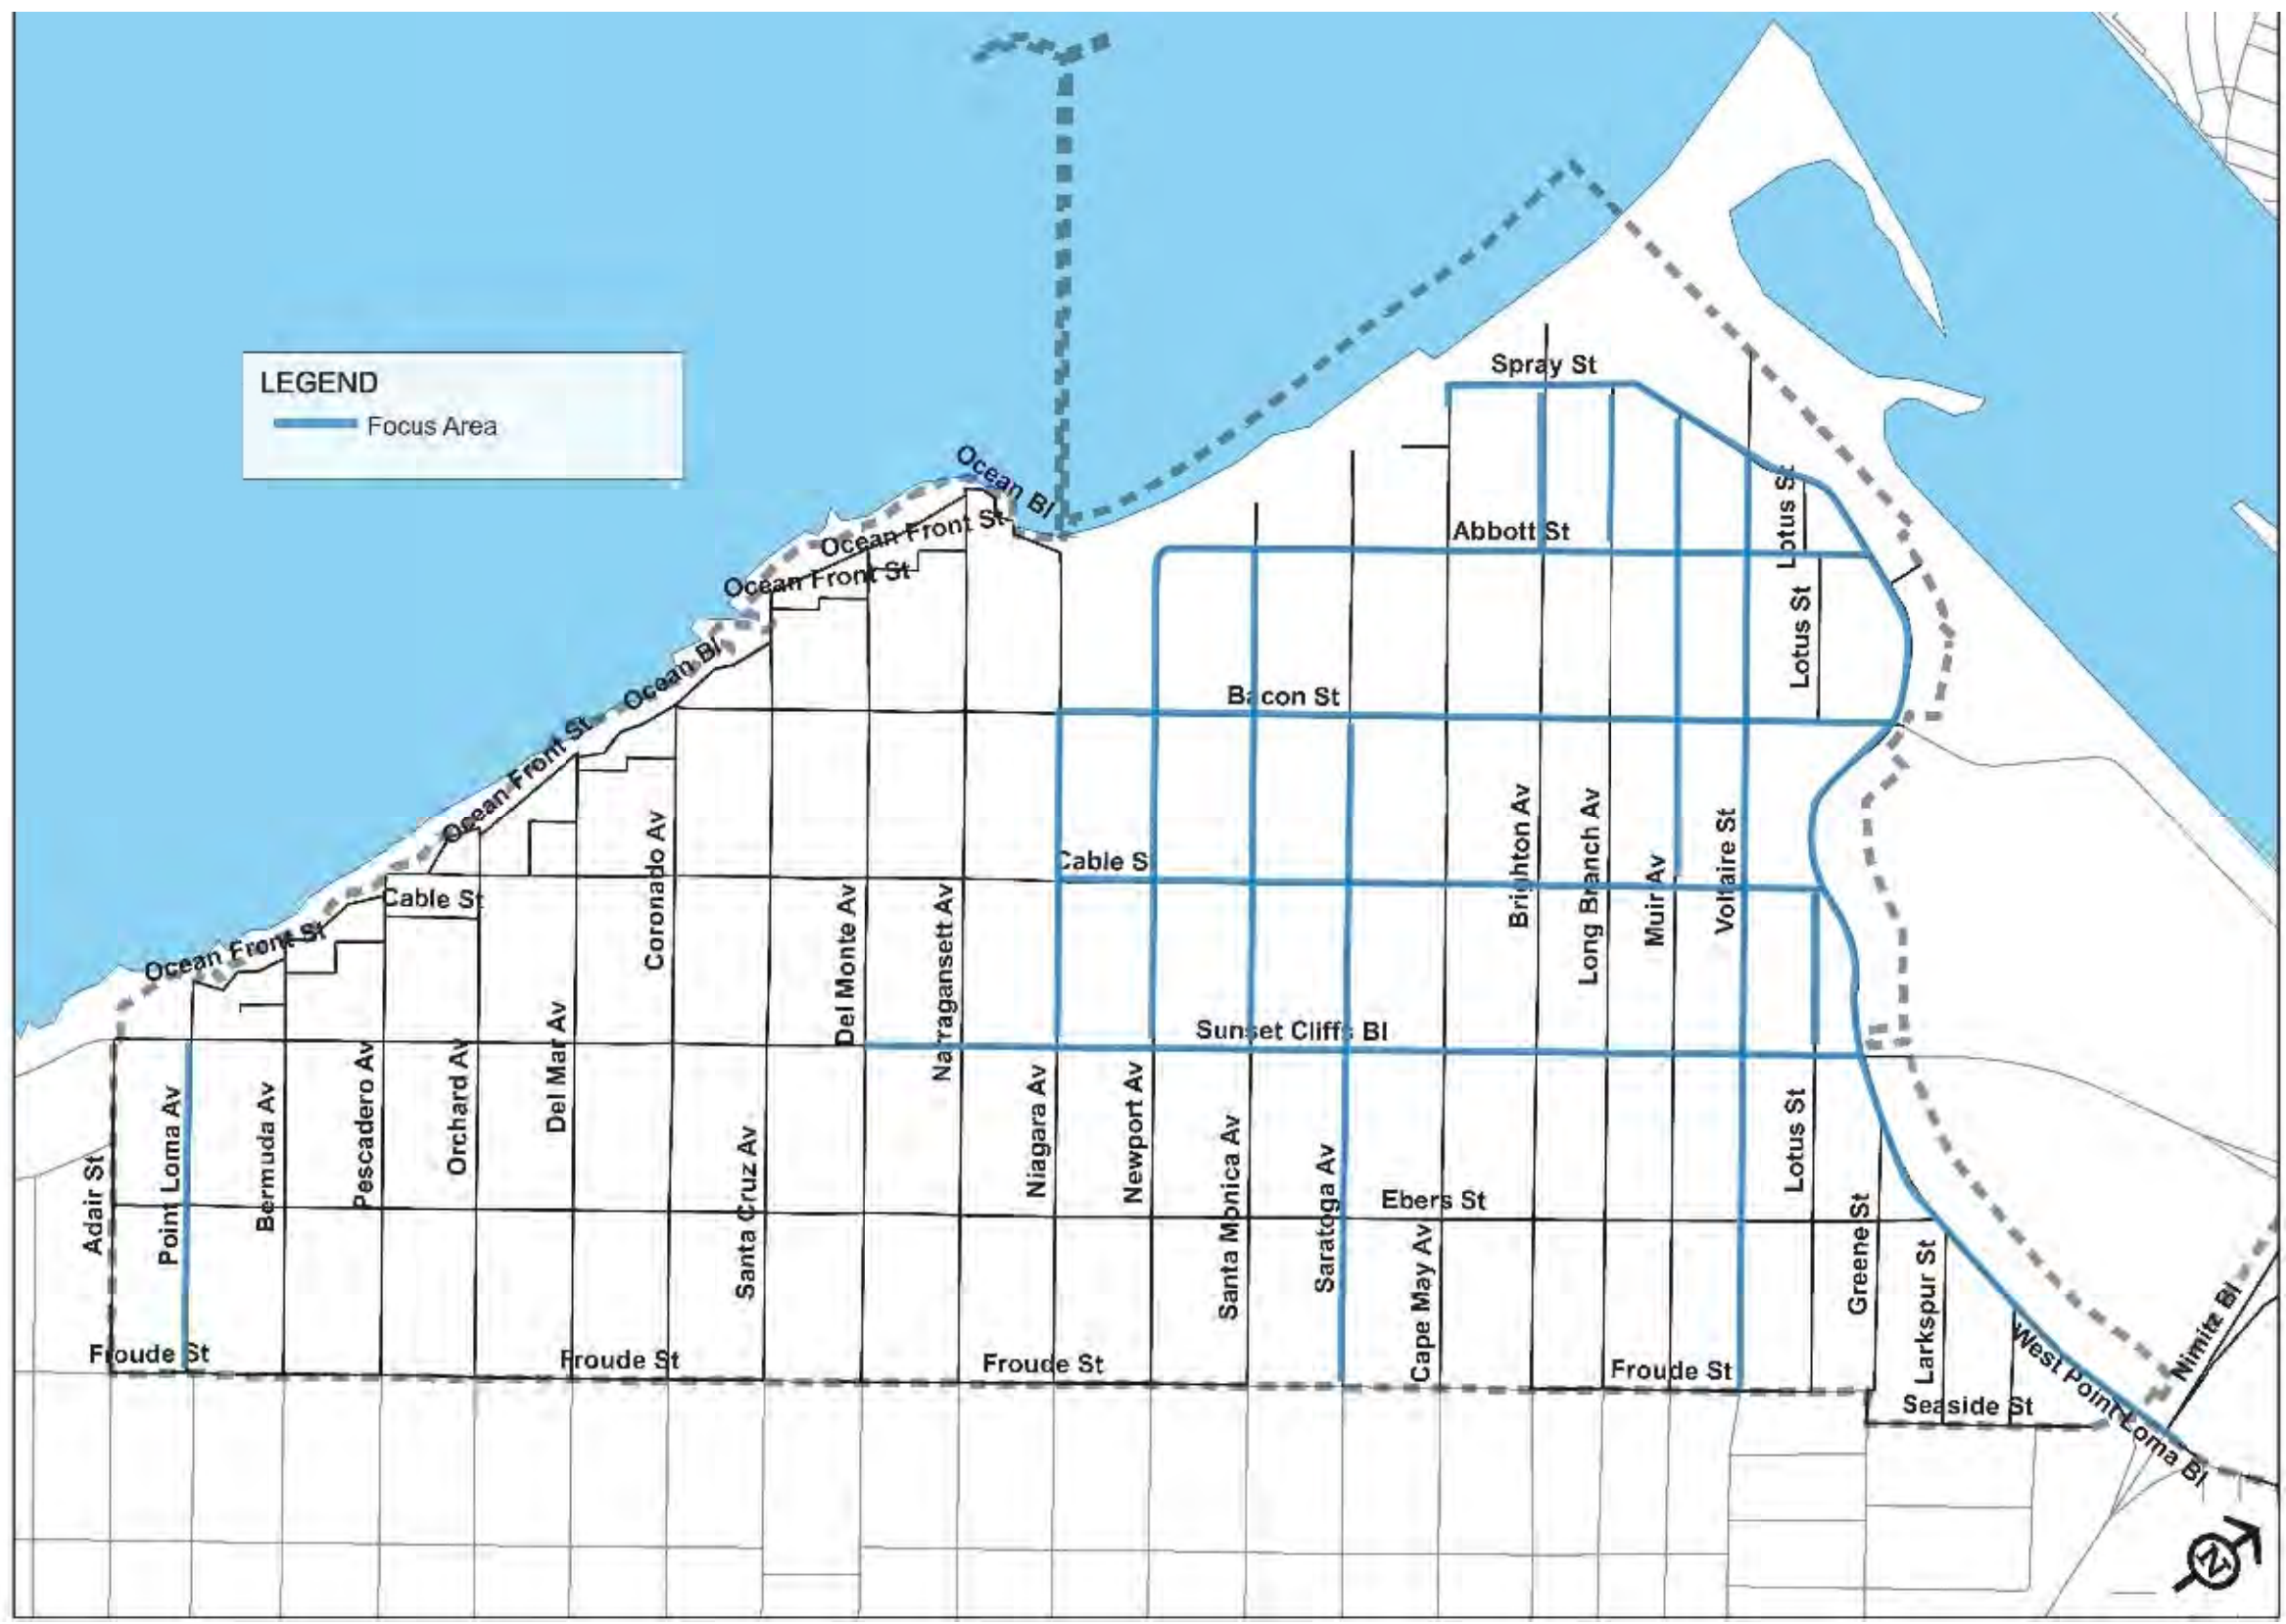 LEGEND
Focus Area
Spray St
Ocean Bl
Ocean Front St
Abbott St
Lotus St
Ocean Front St
Lotus St
Ocean Bl
Bacon St
Ocean Front St
Coronado Av
Cable S
Brighton Av
Long Branch Av
Muir Av
Voltaire St
Cable St
Del Monte Av
Narragansett Av
Ocean Front St
Sunset Cliffs Bl
Del Mar Av
Adair St
Point Loma Av
Bermuda Av
Pescadero Av
Orchard Av
Santa Cruz Av
Niagara Av
Newport Av
Santa Monica Av
Saratoga Av
Ebers St
Cape May Av
Lotus St
Greene St
Larkspur St
Nimitz Bl
West Point Loma Bl
Froude St
Froude St
Froude St
Froude St
Seaside St
N